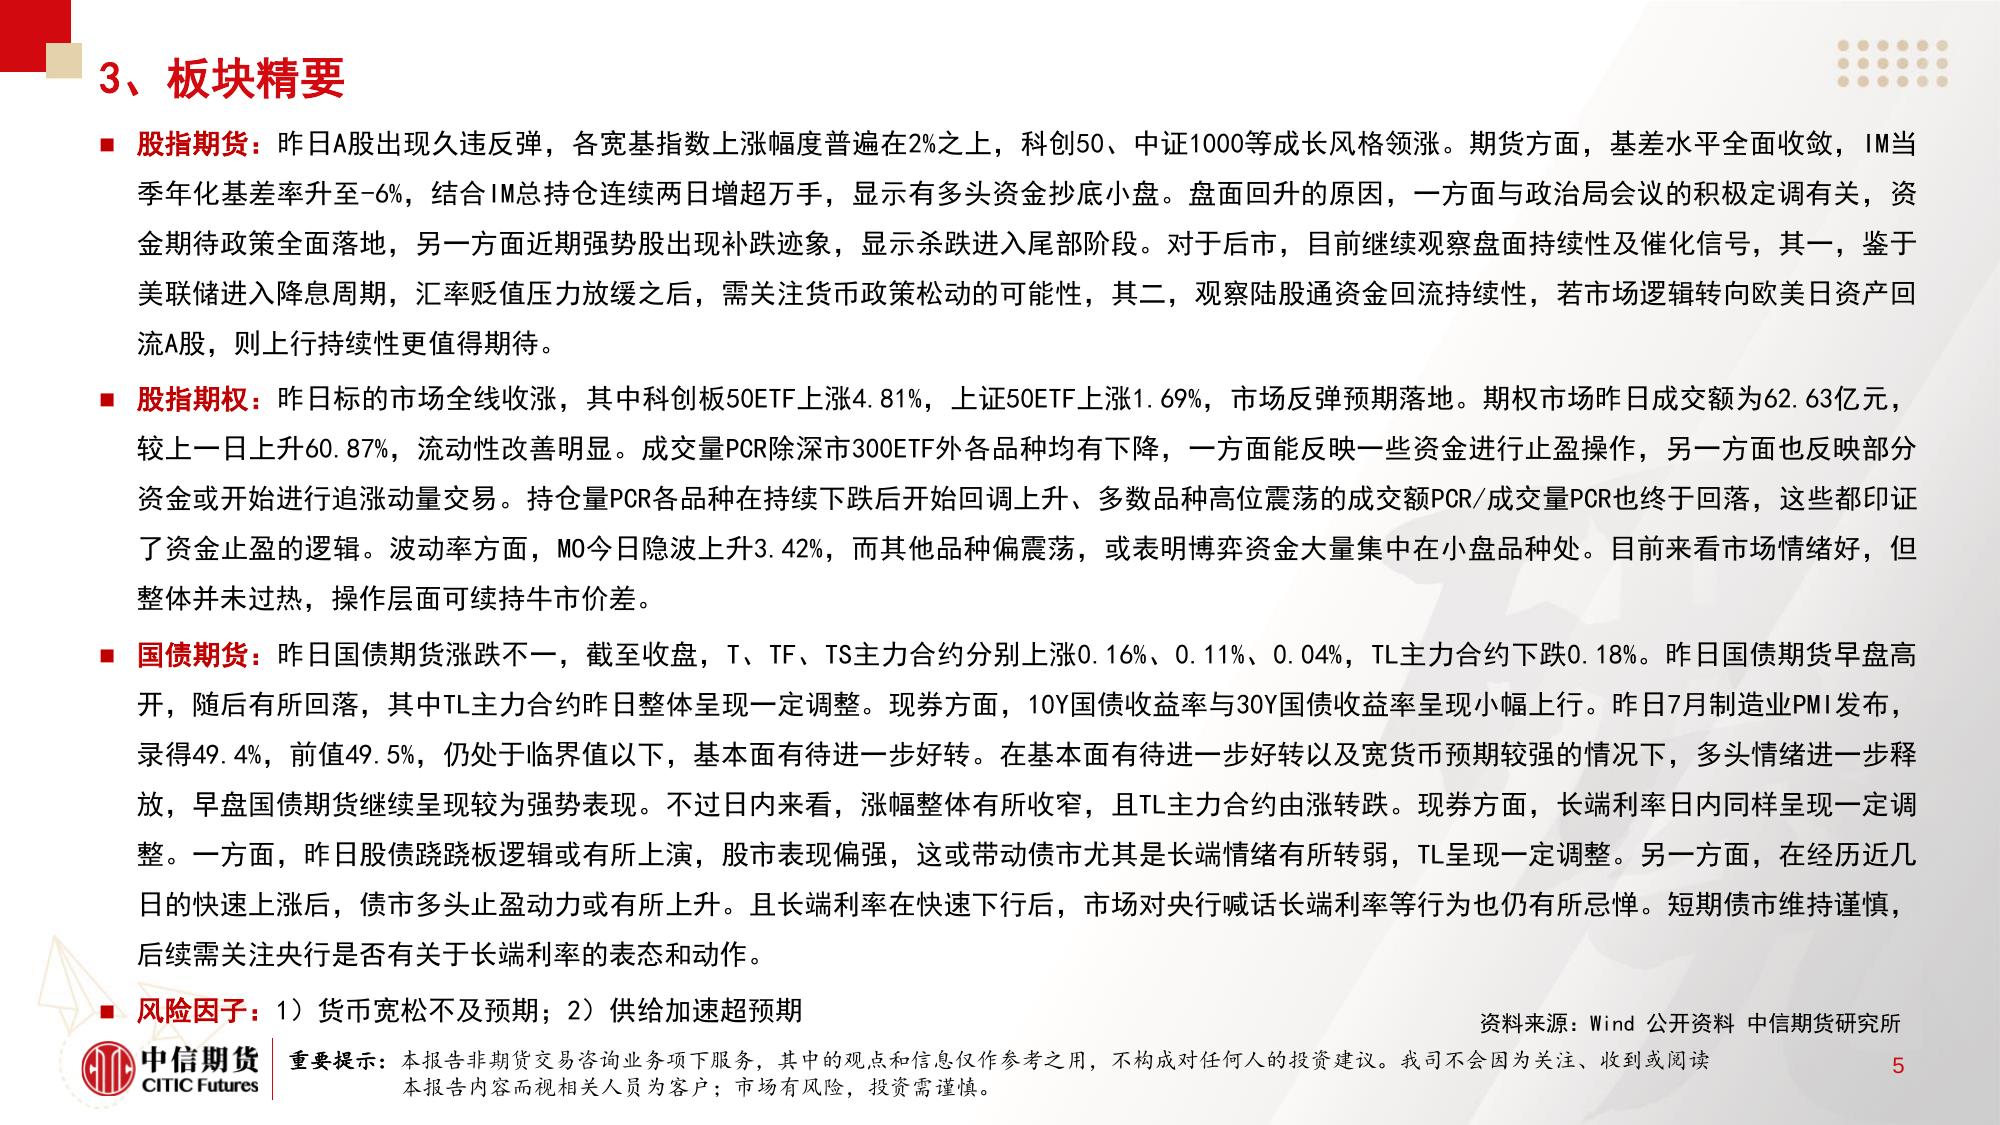 3、板块精要
■ 股指期货：昨日A股出现久违反弹，各宽基指数上涨幅度普遍在2%之上，科创50、中证1000等成长风格领涨。期货方面，基差水平全面收敛，IM当
季年化基差率升至-6%，结合IM总持仓连续两日增超万手，显示有多头资金抄底小盘。盘面回升的原因，一方面与政治局会议的积极定调有关，资
金期待政策全面落地，另一方面近期强势股出现补跌迹象，显示杀跌进入尾部阶段。对于后市，目前继续观察盘面持续性及催化信号，其一，鉴于
美联储进入降息周期，汇率贬值压力放缓之后，需关注货币政策松动的可能性，其二，观察陆股通资金回流持续性，若市场逻辑转向欧美日资产回
流A股，则上行持续性更值得期待。
■ 股指期权：昨日标的市场全线收涨，其中科创板50ETF上涨4.81%，上证50ETF上涨1.69%，市场反弹预期落地。期权市场昨日成交额为62.63亿元，
较上一日上升60.87%，流动性改善明显。成交量PCR除深市300ETF外各品种均有下降，一方面能反映一些资金进行止盈操作，另一方面也反映部分
资金或开始进行追涨动量交易。持仓量PCR各品种在持续下跌后开始回调上升、多数品种高位震荡的成交额PCR/成交量PCR也终于回落，这些都印证
了资金止盈的逻辑。波动率方面，MO今日隐波上升3.42%，而其他品种偏震荡，或表明博弈资金大量集中在小盘品种处。目前来看市场情绪好，但
整体并未过热，操作层面可续持牛市价差。
■ 国债期货：昨日国债期货涨跌不一，截至收盘，T、TF、TS主力合约分别上涨0.16%、0.11%、0.04%，TL主力合约下跌0.18%。昨日国债期货早盘高
开，随后有所回落，其中TL主力合约昨日整体呈现一定调整。现券方面，10Y国债收益率与30Y国债收益率呈现小幅上行。昨日7月制造业PMI发布，
录得49.4%，前值49.5%，仍处于临界值以下，基本面有待进一步好转。在基本面有待进一步好转以及宽货币预期较强的情况下，多头情绪进一步释
放，早盘国债期货继续呈现较为强势表现。不过日内来看，涨幅整体有所收窄，且TL主力合约由涨转跌。现券方面，长端利率日内同样呈现一定调
整。一方面，昨日股债跷跷板逻辑或有所上演，股市表现偏强，这或带动债市尤其是长端情绪有所转弱，TL呈现一定调整。另一方面，在经历近几
日的快速上涨后，债市多头止盈动力或有所上升。且长端利率在快速下行后，市场对央行喊话长端利率等行为也仍有所忌惮。短期债市维持谨慎，
后续需关注央行是否有关于长端利率的表态和动作。
■ 风险因子：1）货币宽松不及预期；2）供给加速超预期
资料来源：Wind 公开资料 中信期货研究所
中信期货
CITIC Futures
重要提示：本报告非期货交易咨询业务项下服务，其中的观点和信息仅作参考之用，不构成对任何人的投资建议。我司不会因为关注、收到或阅读
本报告内容而视相关人员为客户；市场有风险，投资需谨慎。
5